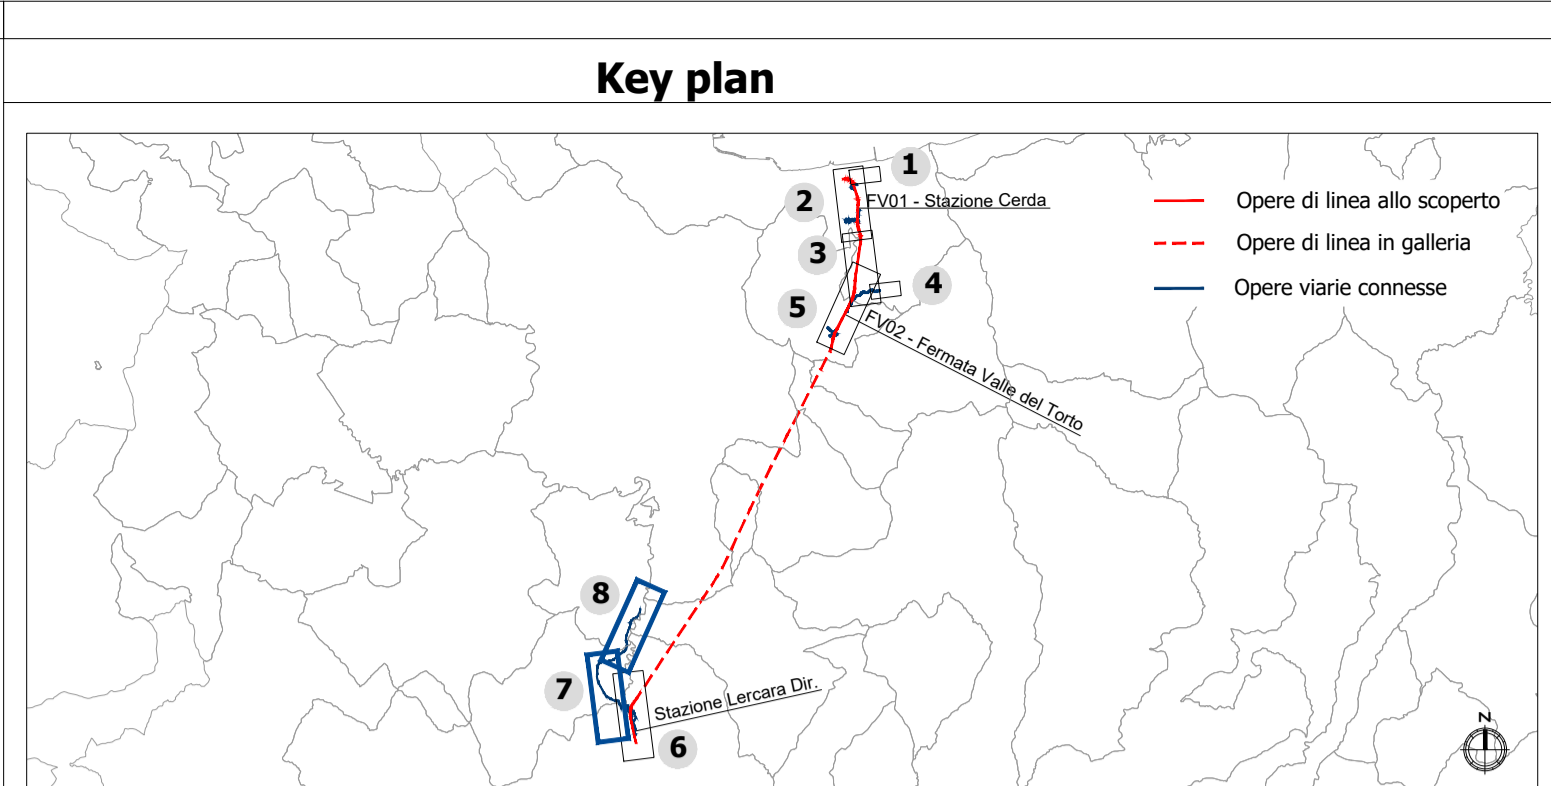 Key plan
1
2
FV01 - Stazione Cerda
Opere di linea allo scoperto
3
Opere di linea in galleria
4
Opere viarie connesse
5
FV02 - Fermata Valle del Torto
8
7
Stazione Lercara Dir.
6
N